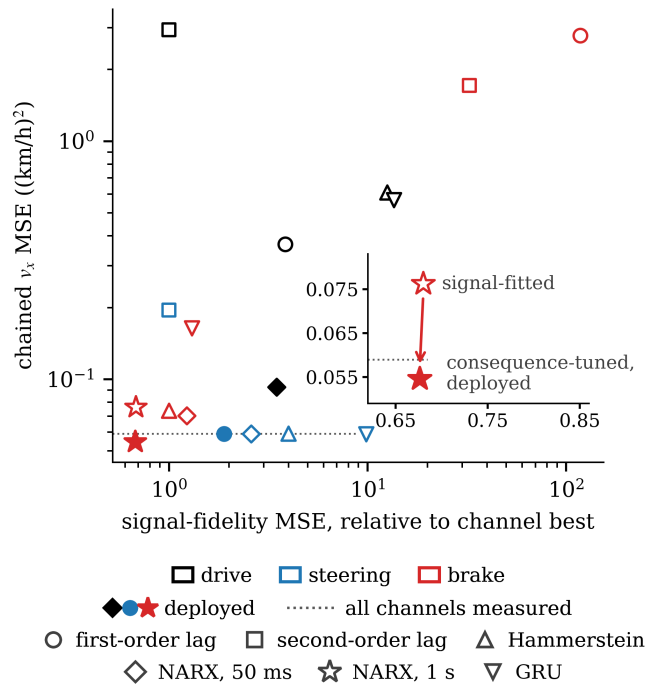 chained vₓ MSE ((km/h)²)
10⁰
10⁻¹
0.075
0.065
0.055
signal-fitted
consequence-tuned,
deployed
0.65 0.75 0.85
10⁰ 10¹ 10²
signal-fidelity MSE, relative to channel best
drive steering brake
deployed all channels measured
first-order lag second-order lag Hammerstein
NARX, 50 ms NARX, 1 s GRU